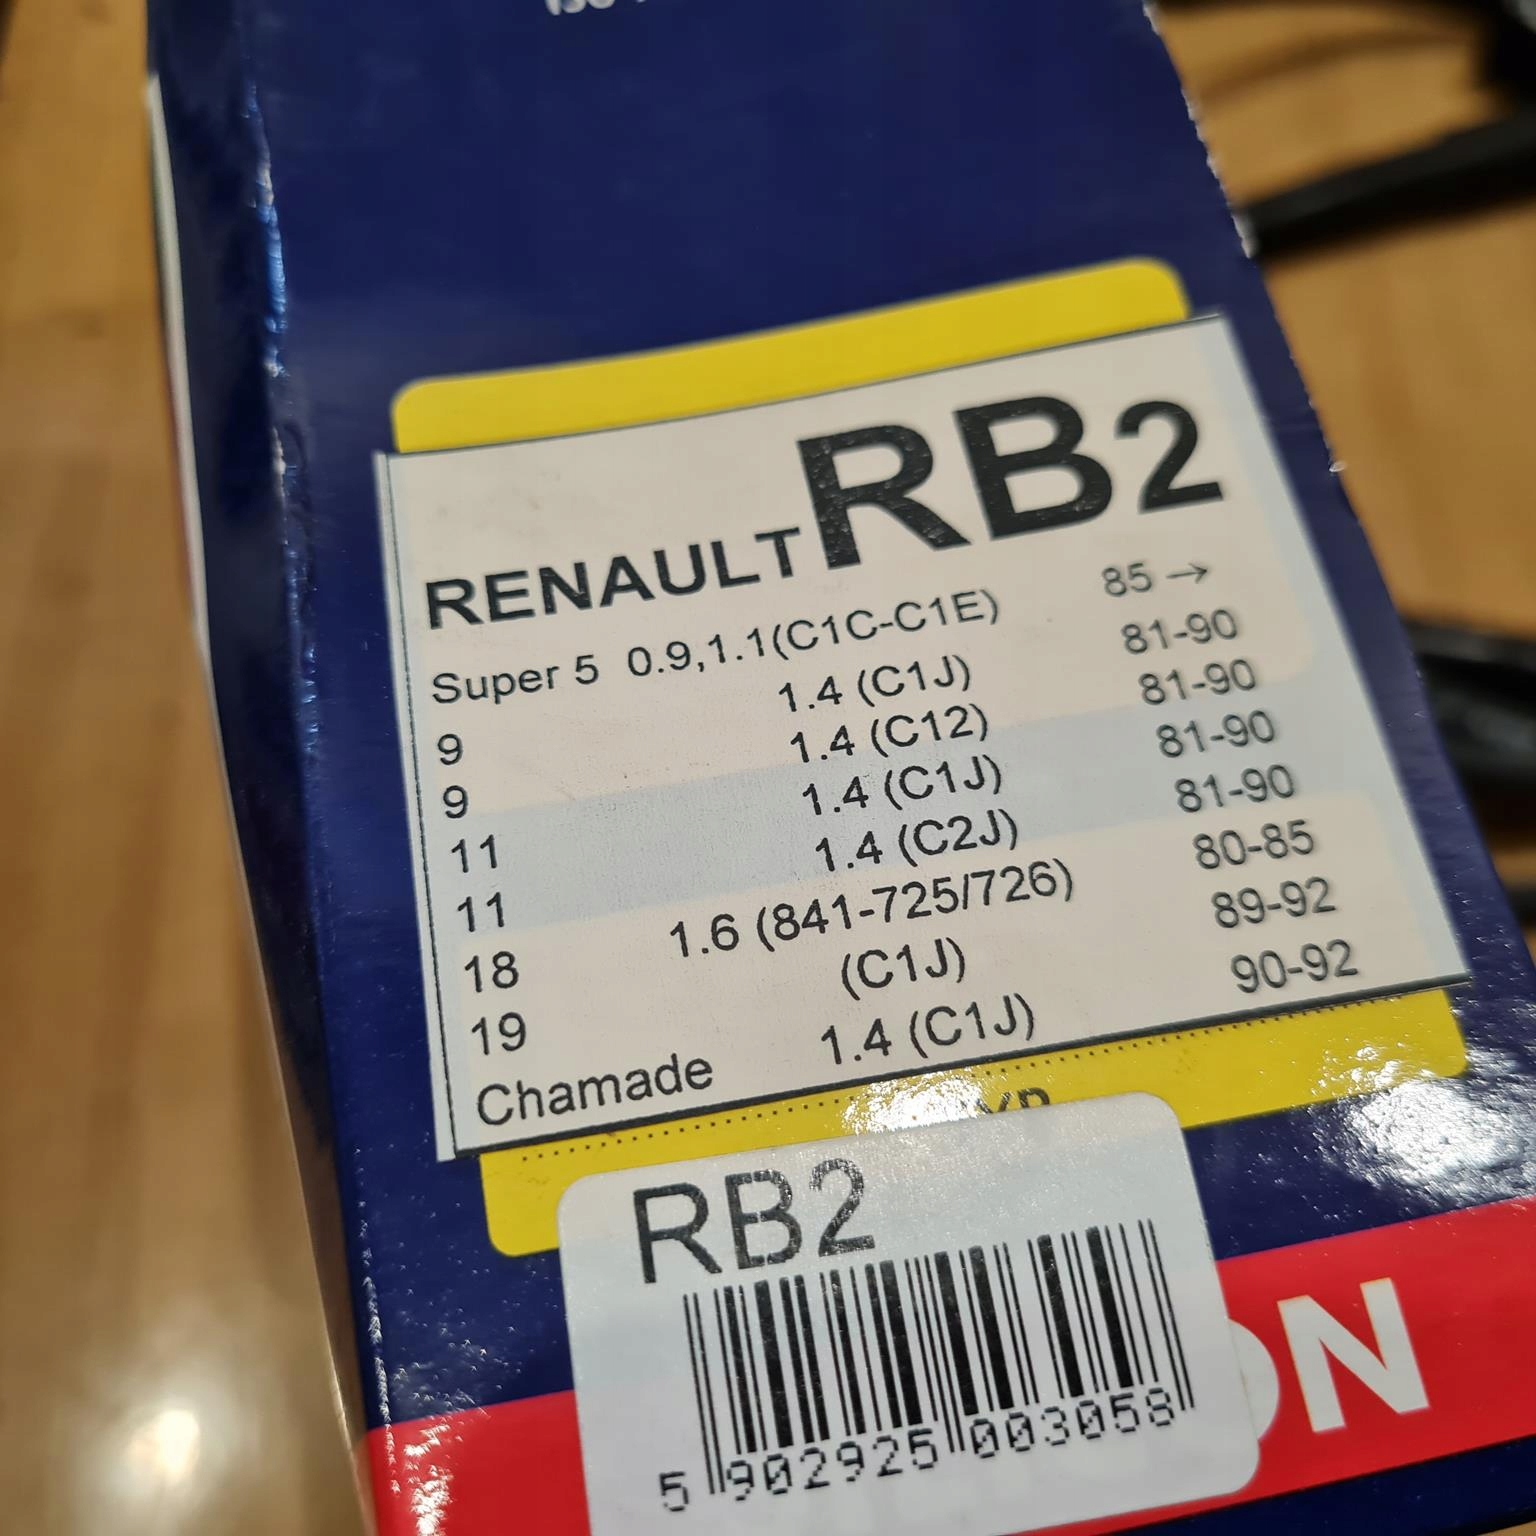 RENAULT RB2
Super 5 0.9,1.1(C1C-C1E) 85 →
9 1.4 (C1J) 81-90
9 1.4 (C12) 81-90
11 1.4 (C1J) 81-90
11 1.4 (C2J) 81-90
18 1.6 (841-725/726) 80-85
19 (C1J) 89-92
Chamade 1.4 (C1J) 90-92
RB2
5 902925 003058